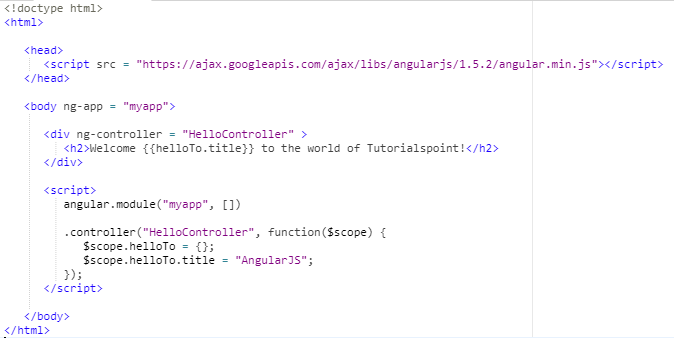 <!doctype html>
<html>
<head>
<script src = "https://ajax.googleapis.com/ajax/libs/angularjs/1.5.2/angular.min.js"></script>
</head>
<body ng-app = "myapp">
<div ng-controller = "HelloController" >
<h2>Welcome {{helloTo.title}} to the world of Tutorialspoint!</h2>
</div>
<script>
angular.module("myapp", [])
.controller("HelloController", function($scope) {
$scope.helloTo = {};
$scope.helloTo.title = "AngularJS";
});
</script>
</body>
</html>